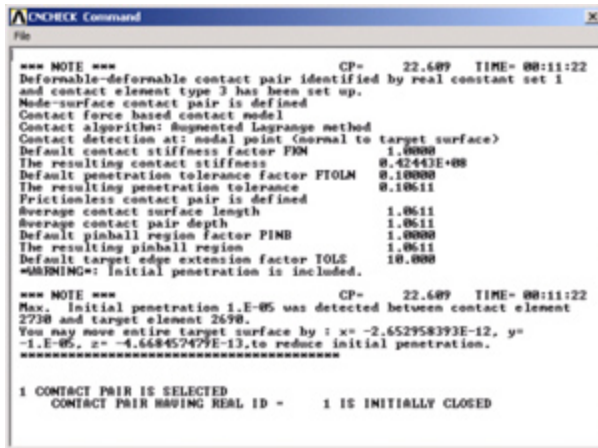 CNCHECK Command
File
*** NOTE *** CP= 22.609 TIME= 00:11:22
Deformable-deformable contact pair identified by real constant set 1
and contact element type 3 has been set up.
Node-surface contact pair is defined
Contact force based contact model
Contact algorithm: Augmented Lagrange method
Contact detection at: nodal point (normal to target surface)
Default contact stiffness factor FKN 1.0000
The resulting contact stiffness 0.42443E+08
Default penetration tolerance factor FTOLN 0.10000
The resulting penetration tolerance 0.10611
Frictionless contact pair is defined
Average contact surface length 1.0611
Average contact pair depth 1.0611
Default pinball region factor PINB 1.0000
The resulting pinball region 1.0611
Default target edge extension factor TOLS 10.000
*WARNING*: Initial penetration is included.
*** NOTE *** CP= 22.609 TIME= 00:11:22
Max. Initial penetration 1.E-05 was detected between contact element
2730 and target element 2690.
You may move entire target surface by : x= -2.652958393E-12, y=
-1.E-05, z= -4.668457479E-13,to reduce initial penetration.
****************************************
1 CONTACT PAIR IS SELECTED
CONTACT PAIR HAVING REAL ID = 1 IS INITIALLY CLOSED